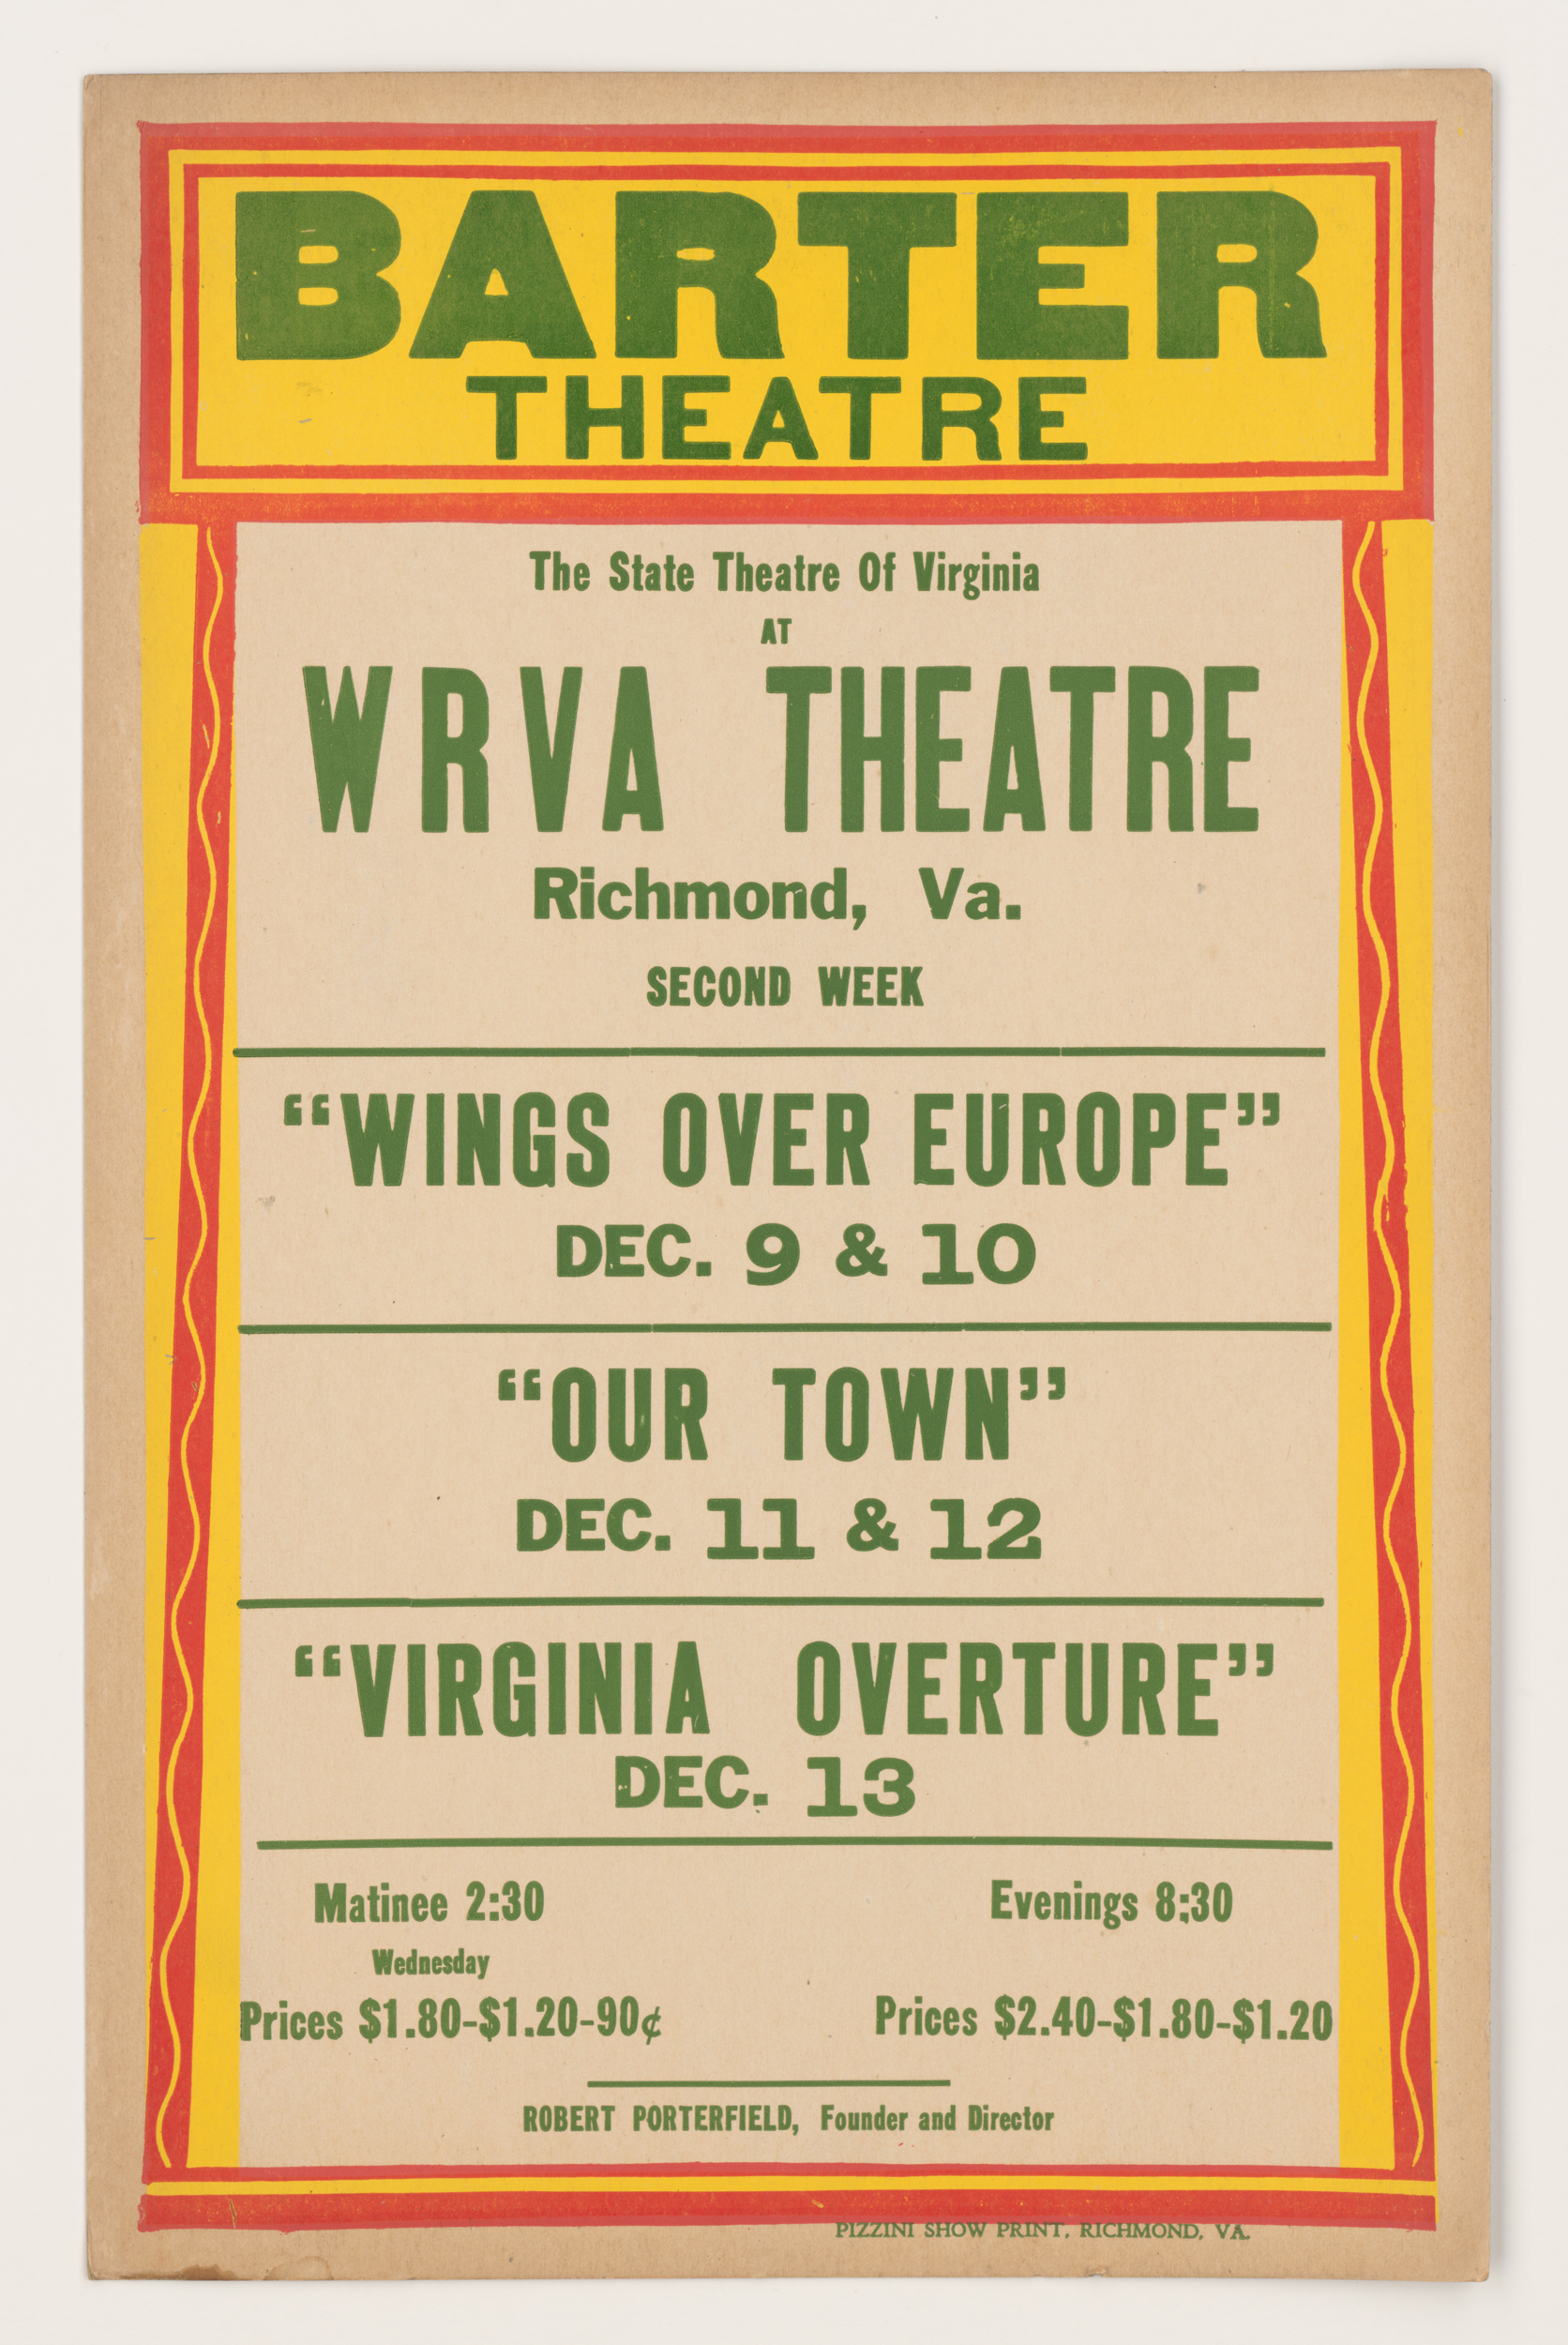 BARTER
THEATRE
The State Theatre Of Virginia
AT
WRVA THEATRE
Richmond, Va.
SECOND WEEK
“WINGS OVER EUROPE”
DEC. 9 & 10
“OUR TOWN”
DEC. 11 & 12
“VIRGINIA OVERTURE”
DEC. 13
Matinee 2:30
Wednesday
Prices $1.80-$1.20-90¢
Evenings 8:30
Prices $2.40-$1.80-$1.20
ROBERT PORTERFIELD, Founder and Director
PIZZINI SHOW PRINT, RICHMOND, VA.